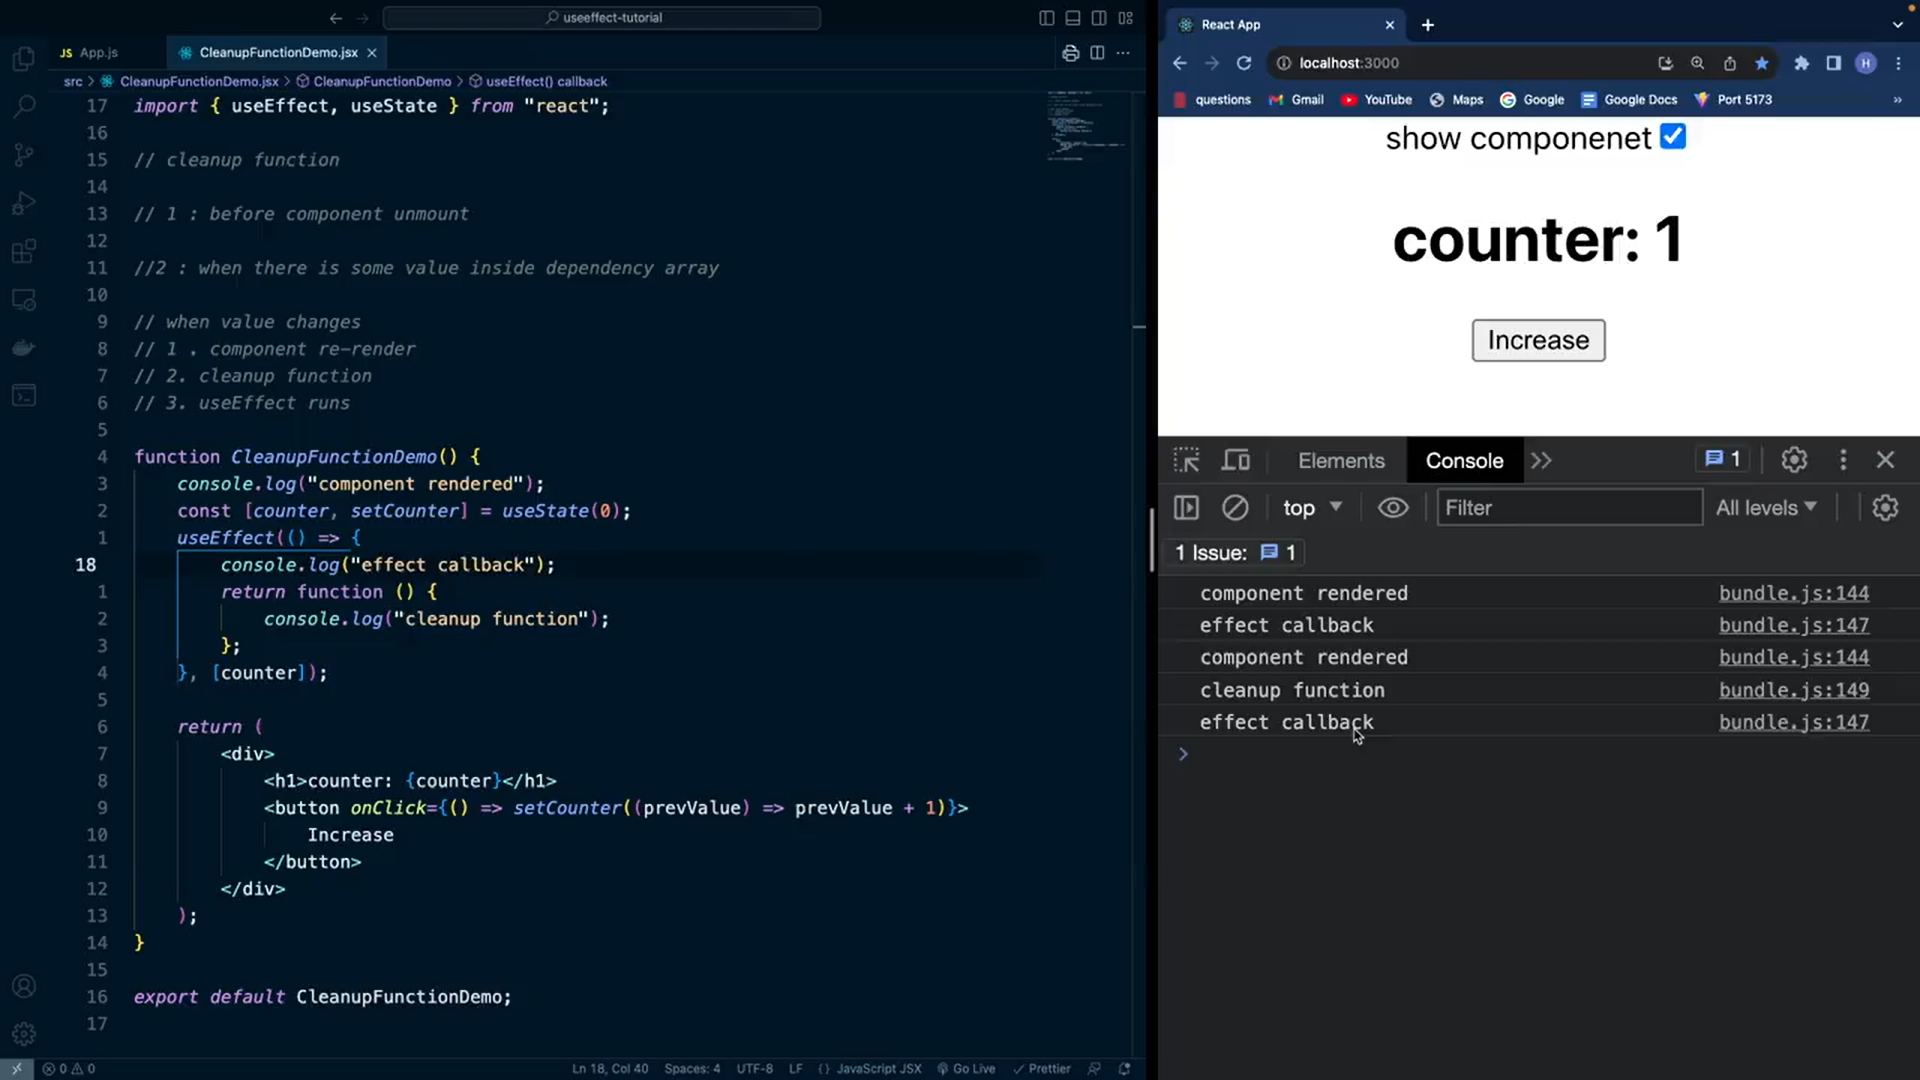 useeffect-tutorial
JS App.js
CleanupFunctionDemo.jsx
src > CleanupFunctionDemo.jsx > CleanupFunctionDemo > useEffect() callback
17 import { useEffect, useState } from "react";
16
15 // cleanup function
14
13 // 1 : before component unmount
12
11 //2 : when there is some value inside dependency array
10
9 // when value changes
8 // 1 . component re-render
7 // 2. cleanup function
6 // 3. useEffect runs
5
4 function CleanupFunctionDemo() {
3 console.log("component rendered");
2 const [counter, setCounter] = useState(0);
1 useEffect(() => {
18 console.log("effect callback");
1 return function () {
2 console.log("cleanup function");
3 };
4 }, [counter]);
5
6 return (
7 <div>
8 <h1>counter: {counter}</h1>
9 <button onClick={() => setCounter((prevValue) => prevValue + 1)}>
10 Increase
11 </button>
12 </div>
13 );
14 }
15
16 export default CleanupFunctionDemo;
17
0 0
Ln 18, Col 40 Spaces: 4 UTF-8 LF {} JavaScript JSX Go Live Prettier
React App
localhost:3000
H
questions Gmail YouTube Maps Google Google Docs Port 5173 »
show componenet
counter: 1
Increase
Elements Console 1
top Filter All levels
1 Issue: 1
component rendered bundle.js:144
effect callback bundle.js:147
component rendered bundle.js:144
cleanup function bundle.js:149
effect callback bundle.js:147